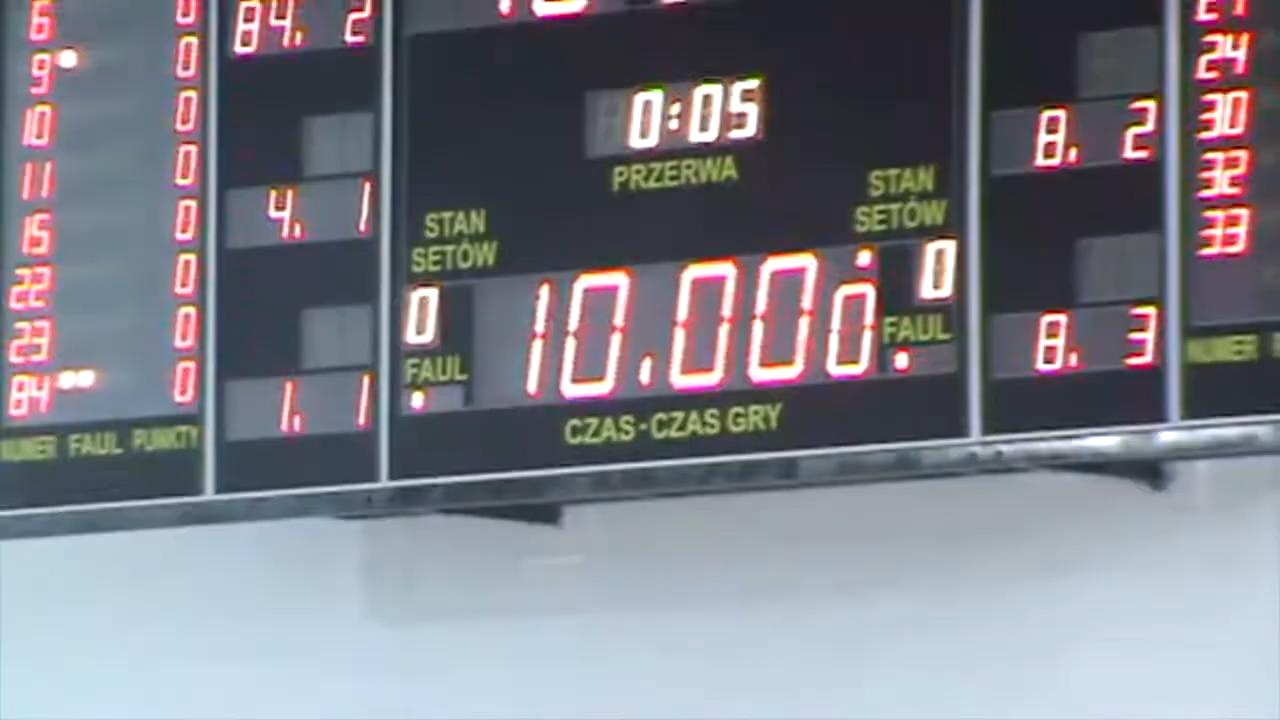 6 0
9 0
10 0
11 0
15 0
22 0
23 0
84 0
NUMER FAUL PUNKTY
84. 2
4. 1
1. 1
0:05
PRZERWA
STAN
SETÓW
0
FAUL
10.000
CZAS-CZAS GRY
STAN
SETÓW
0
FAUL
8. 2
8. 3
24
30
32
33
NUMER